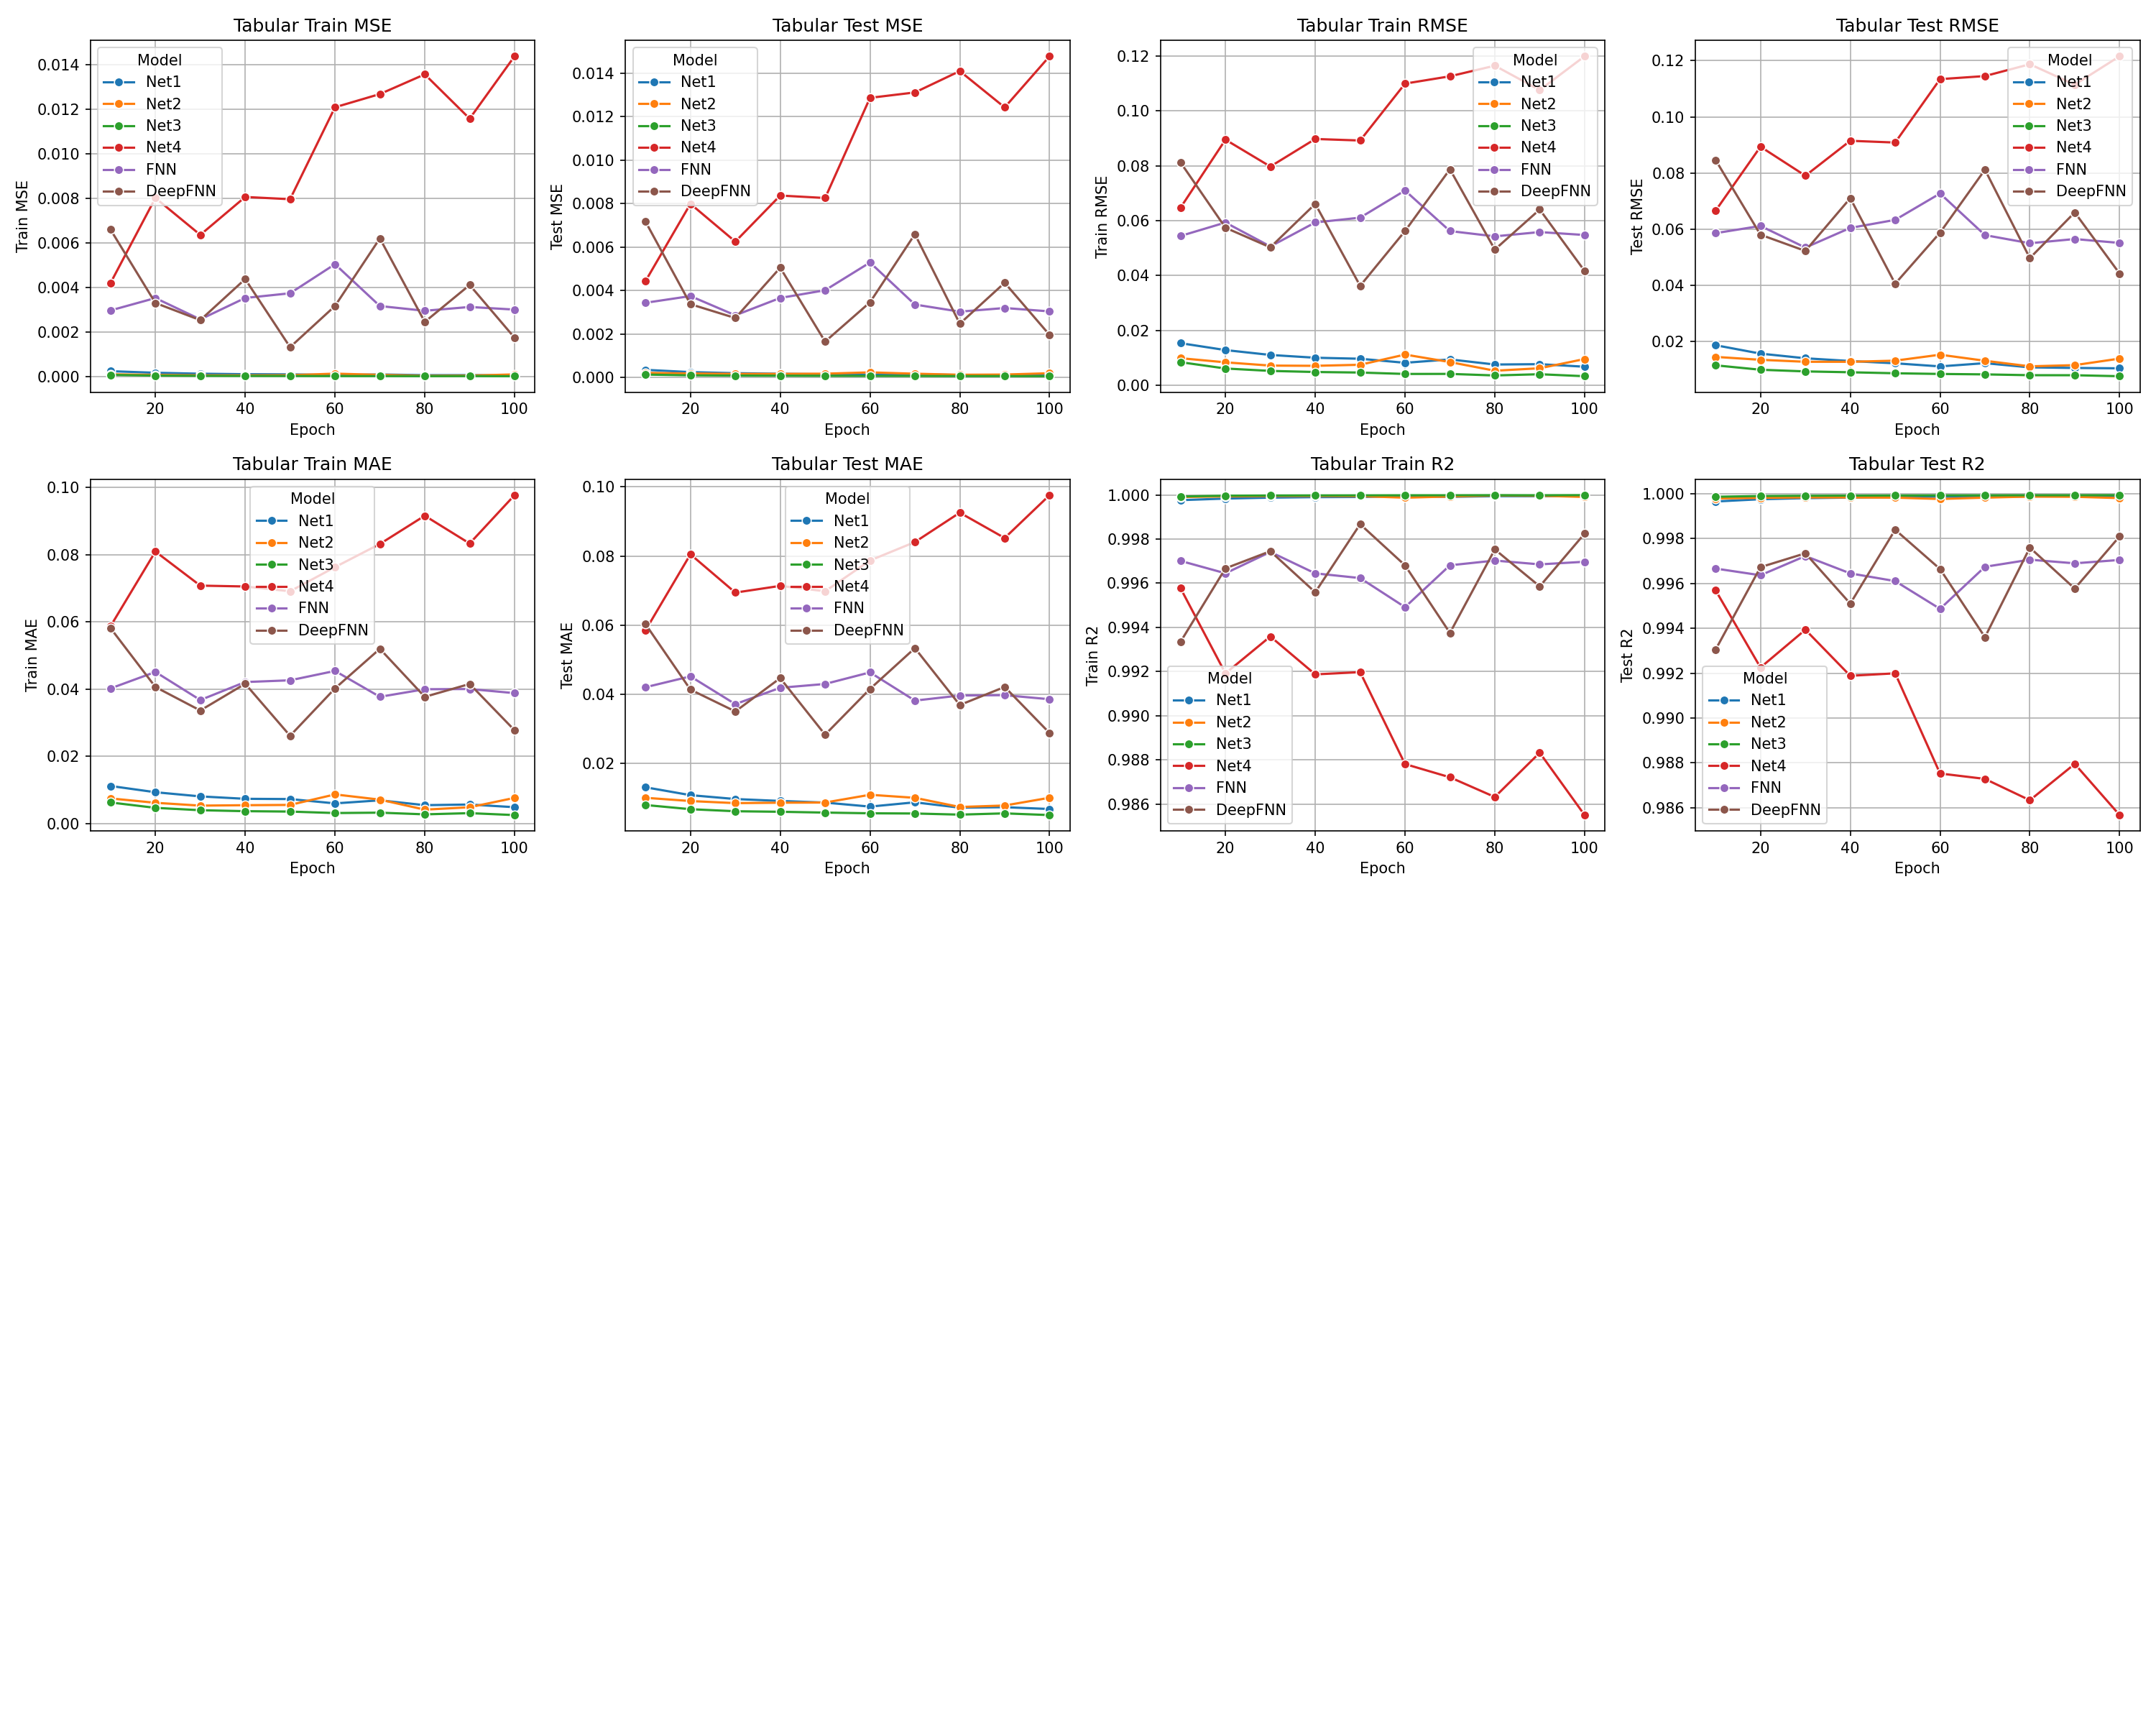 Tabular Train MSE
Train MSE
0.014
0.012
0.010
0.008
0.006
0.004
0.002
0.000
Model
Net1
Net2
Net3
Net4
FNN
DeepFNN
20 40 60 80 100
Epoch
Tabular Test MSE
Test MSE
0.014
0.012
0.010
0.008
0.006
0.004
0.002
0.000
Model
Net1
Net2
Net3
Net4
FNN
DeepFNN
20 40 60 80 100
Epoch
Tabular Train RMSE
Train RMSE
0.12
0.10
0.08
0.06
0.04
0.02
0.00
Model
Net1
Net2
Net3
Net4
FNN
DeepFNN
20 40 60 80 100
Epoch
Tabular Test RMSE
Test RMSE
0.12
0.10
0.08
0.06
0.04
0.02
Model
Net1
Net2
Net3
Net4
FNN
DeepFNN
20 40 60 80 100
Epoch
Tabular Train MAE
Train MAE
0.10
0.08
0.06
0.04
0.02
0.00
Model
Net1
Net2
Net3
Net4
FNN
DeepFNN
20 40 60 80 100
Epoch
Tabular Test MAE
Test MAE
0.10
0.08
0.06
0.04
0.02
Model
Net1
Net2
Net3
Net4
FNN
DeepFNN
20 40 60 80 100
Epoch
Tabular Train R2
Train R2
1.000
0.998
0.996
0.994
0.992
0.990
0.988
0.986
Model
Net1
Net2
Net3
Net4
FNN
DeepFNN
20 40 60 80 100
Epoch
Tabular Test R2
Test R2
1.000
0.998
0.996
0.994
0.992
0.990
0.988
0.986
Model
Net1
Net2
Net3
Net4
FNN
DeepFNN
20 40 60 80 100
Epoch